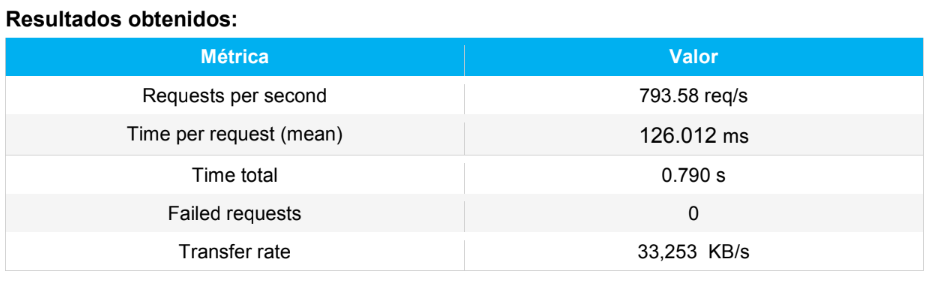 Resultados obtenidos:
Métrica Valor
Requests per second 793.58 req/s
Time per request (mean) 126.012 ms
Time total 0.790 s
Failed requests 0
Transfer rate 33,253 KB/s